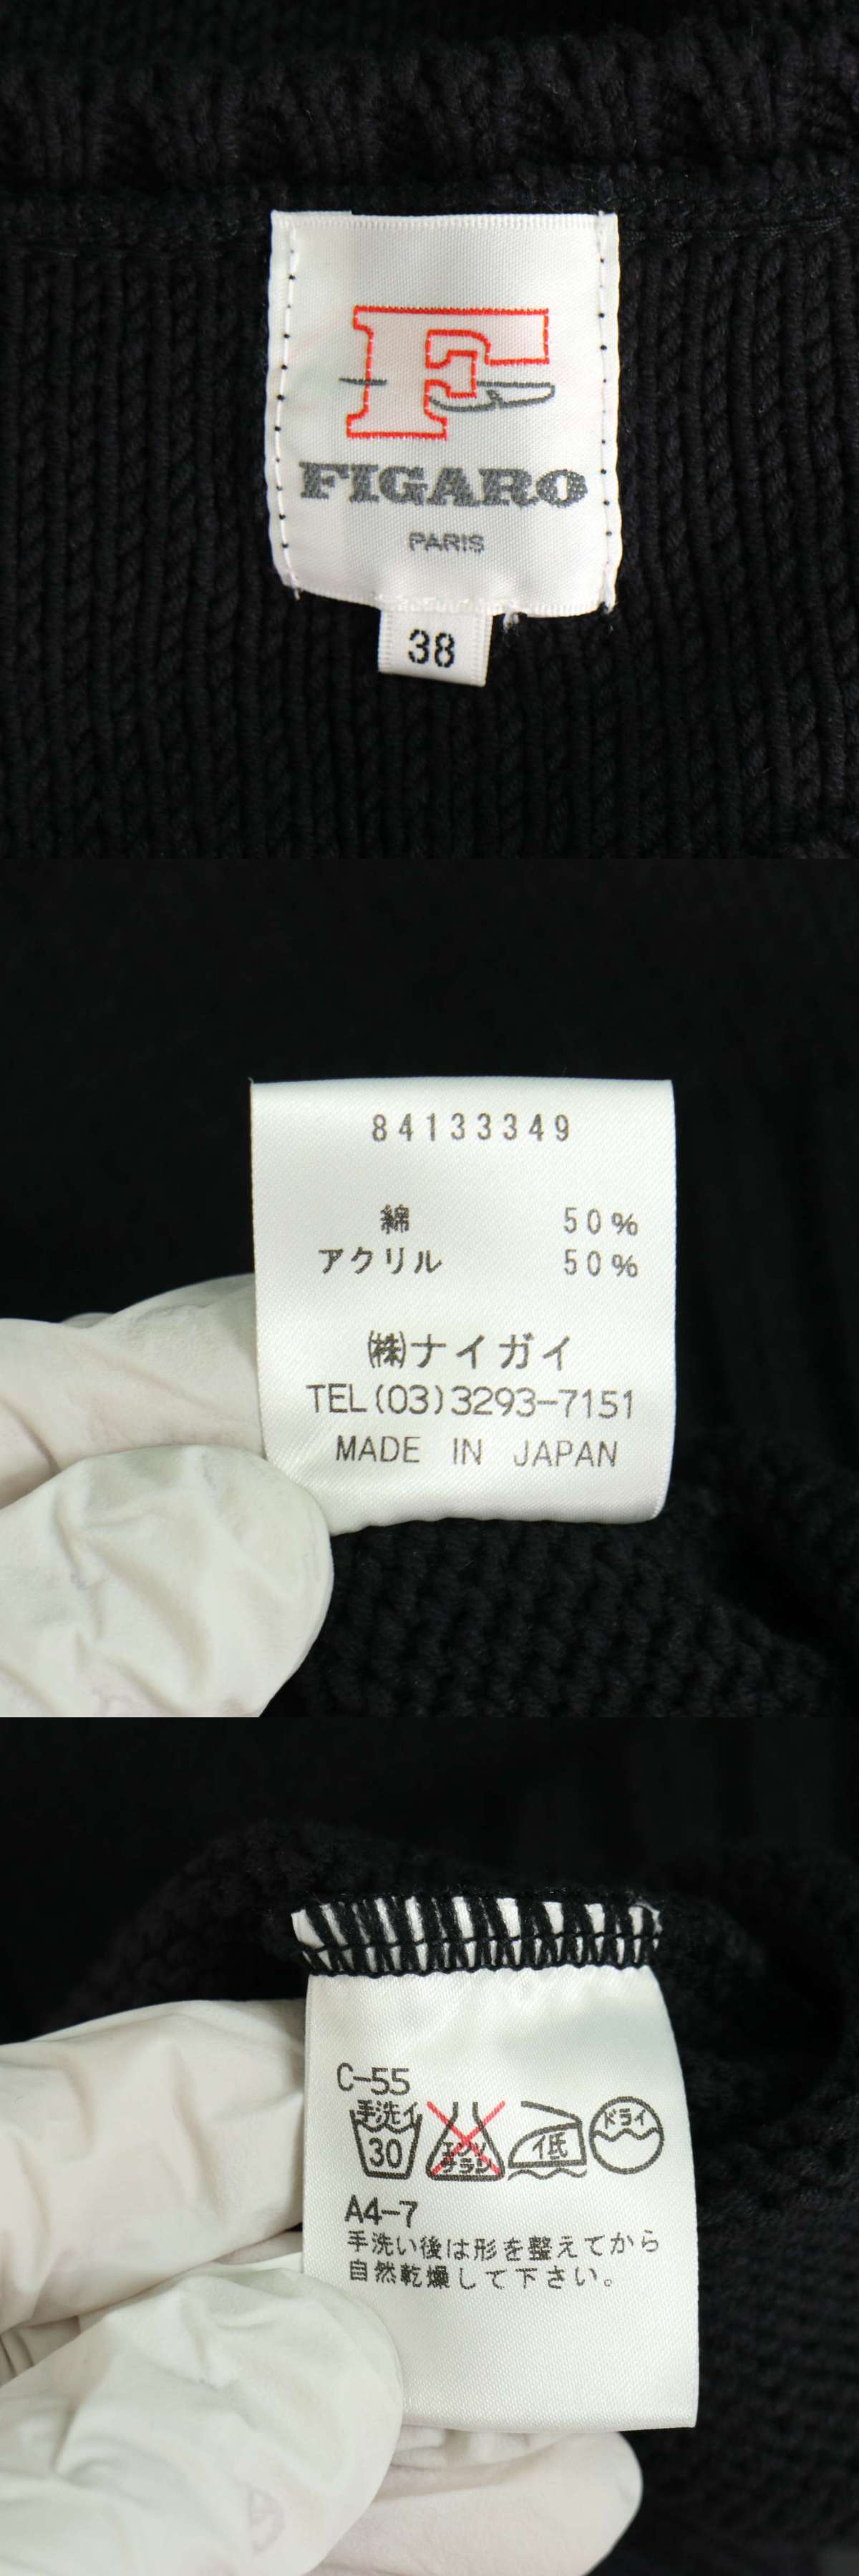 F
FIGARO
PARIS
38
84133349
綿 50%
アクリル 50%
㈱ナイガイ
TEL(03)3293-7151
MADE IN JAPAN
C-55
手洗イ
30
エンソ
サラシ
低
ドライ
A4-7
手洗い後は形を整えてから
自然乾燥して下さい。